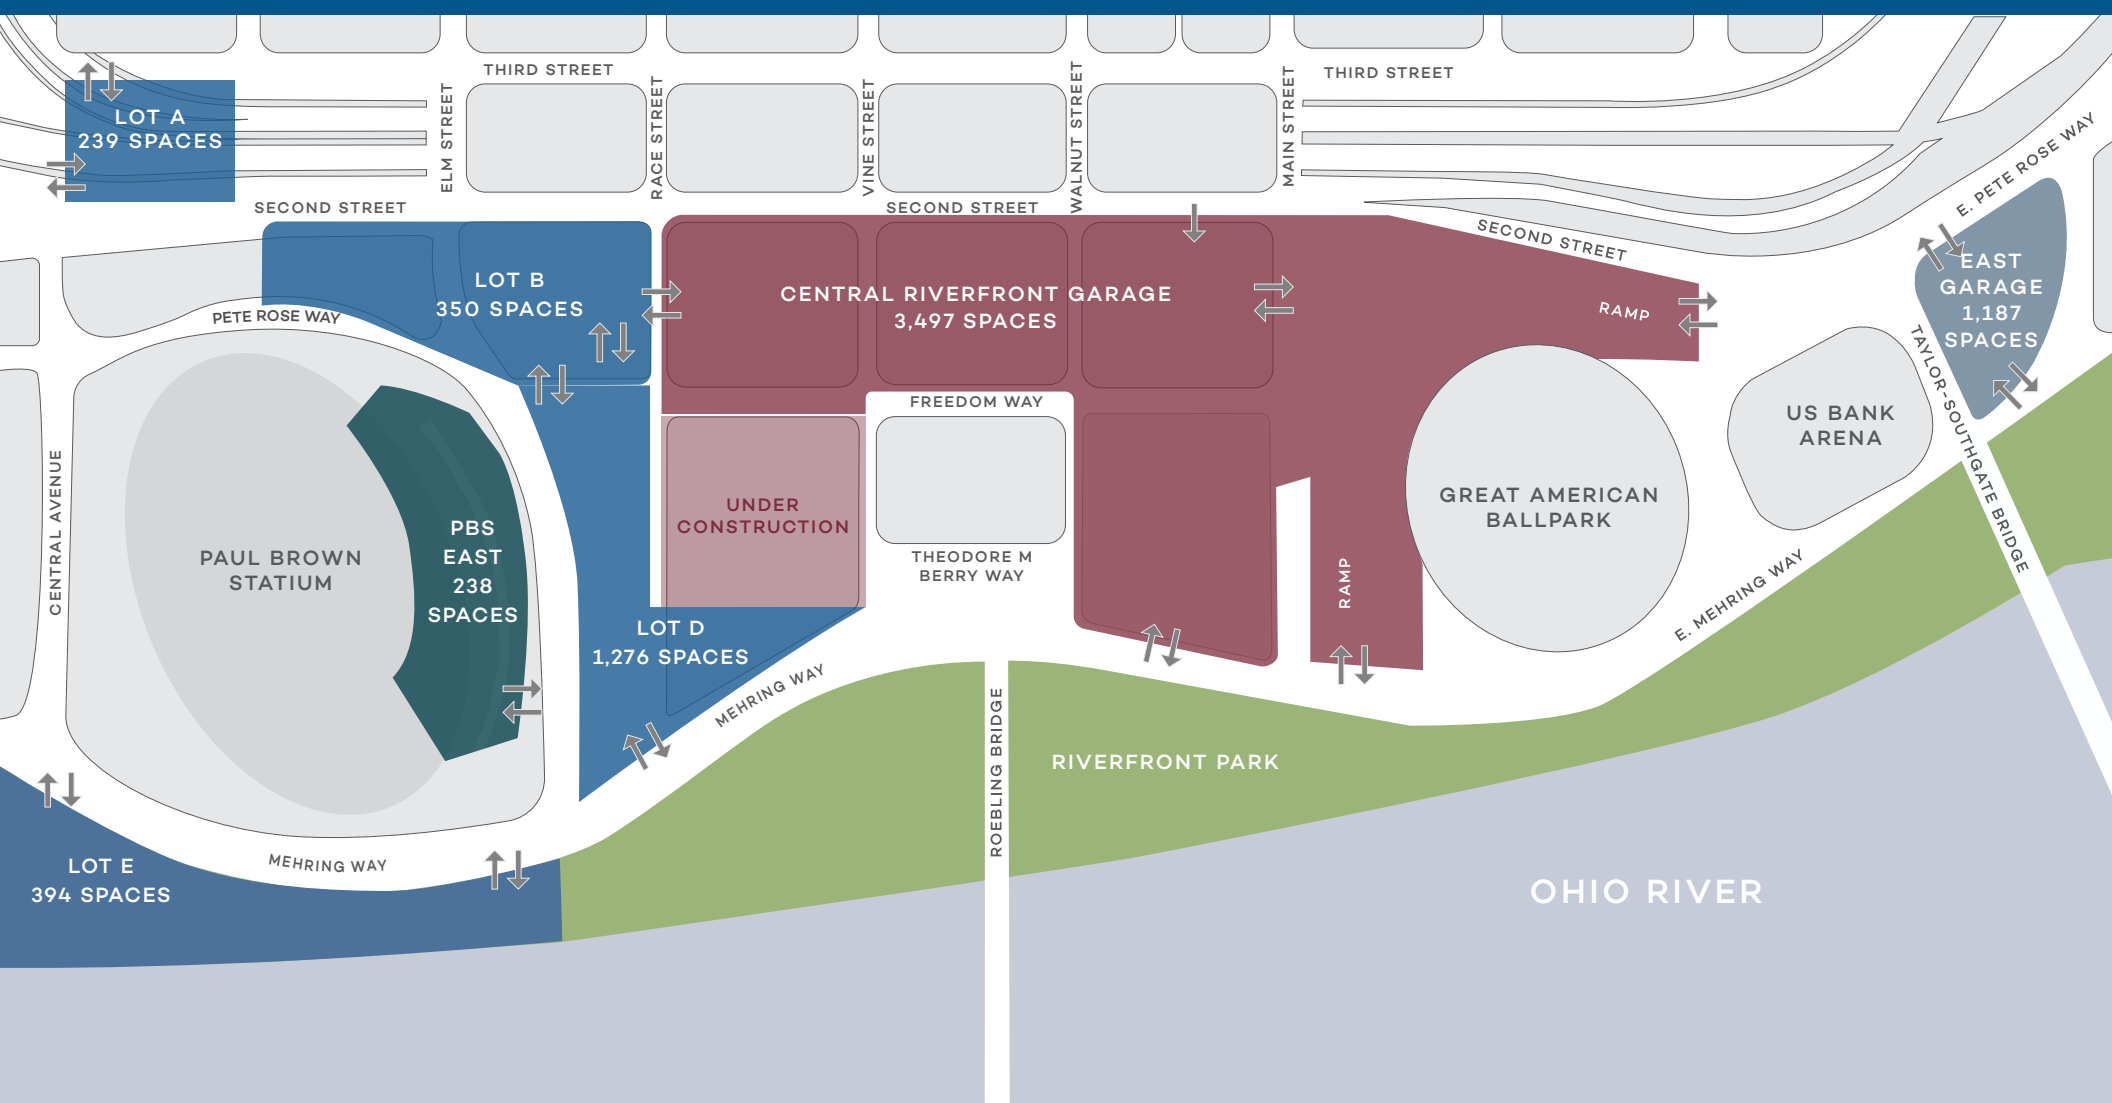 THIRD STREET
THIRD STREET
LOT A
239 SPACES
ELM STREET
RACE STREET
VINE STREET
WALNUT STREET
MAIN STREET
E. PETE ROSE WAY
SECOND STREET
SECOND STREET
SECOND STREET
LOT B
350 SPACES
CENTRAL RIVERFRONT GARAGE
3,497 SPACES
RAMP
EAST
GARAGE
1,187
SPACES
PETE ROSE WAY
FREEDOM WAY
TAYLOR-SOUTHGATE BRIDGE
US BANK
ARENA
CENTRAL AVENUE
UNDER
CONSTRUCTION
GREAT AMERICAN
BALLPARK
PAUL BROWN
STATIUM
PBS
EAST
238
SPACES
THEODORE M
BERRY WAY
RAMP
E. MEHRING WAY
LOT D
1,276 SPACES
MEHRING WAY
ROEBLING BRIDGE
RIVERFRONT PARK
LOT E
394 SPACES
MEHRING WAY
OHIO RIVER